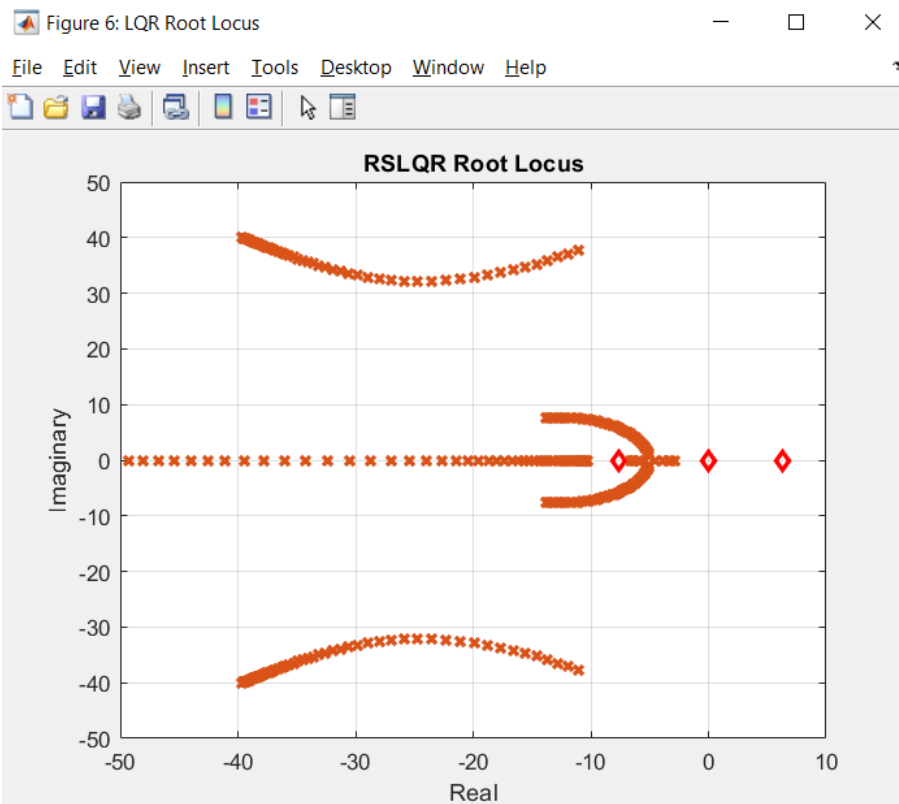 Figure 6: LQR Root Locus
File Edit View Insert Tools Desktop Window Help
RSLQR Root Locus
50
40
30
20
10
0
-10
-20
-30
-40
-50
Imaginary
-50 -40 -30 -20 -10 0 10
Real